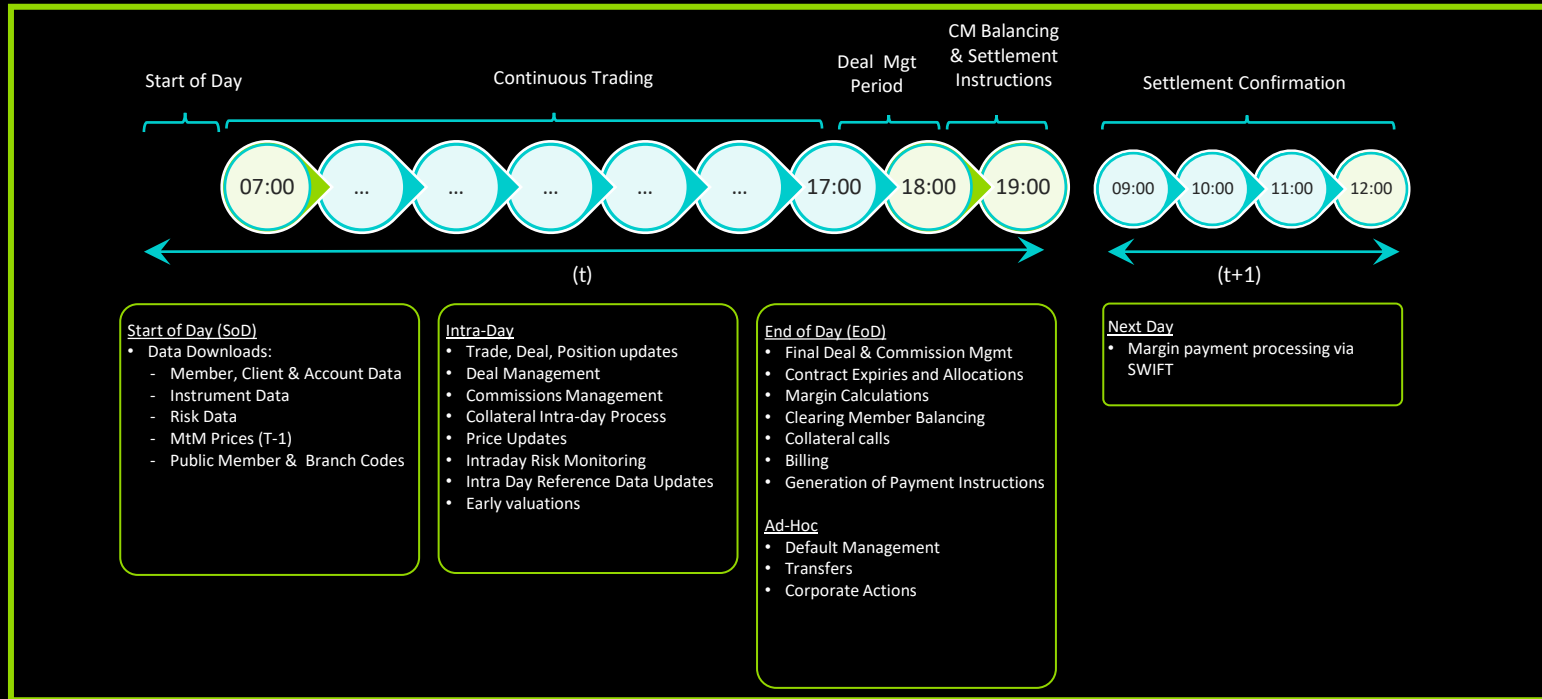 Start of Day
Continuous Trading
Deal Mgt
Period
CM Balancing
& Settlement
Instructions
Settlement Confirmation
07:00
...
...
...
...
...
17:00
18:00
19:00
09:00
10:00
11:00
12:00
(t)
(t+1)
Start of Day (SoD)
• Data Downloads:
- Member, Client & Account Data
- Instrument Data
- Risk Data
- MtM Prices (T-1)
- Public Member & Branch Codes
Intra-Day
• Trade, Deal, Position updates
• Deal Management
• Commissions Management
• Collateral Intra-day Process
• Price Updates
• Intraday Risk Monitoring
• Intra Day Reference Data Updates
• Early valuations
End of Day (EoD)
• Final Deal & Commission Mgmt
• Contract Expiries and Allocations
• Margin Calculations
• Clearing Member Balancing
• Collateral calls
• Billing
• Generation of Payment Instructions
Ad-Hoc
• Default Management
• Transfers
• Corporate Actions
Next Day
• Margin payment processing via
SWIFT